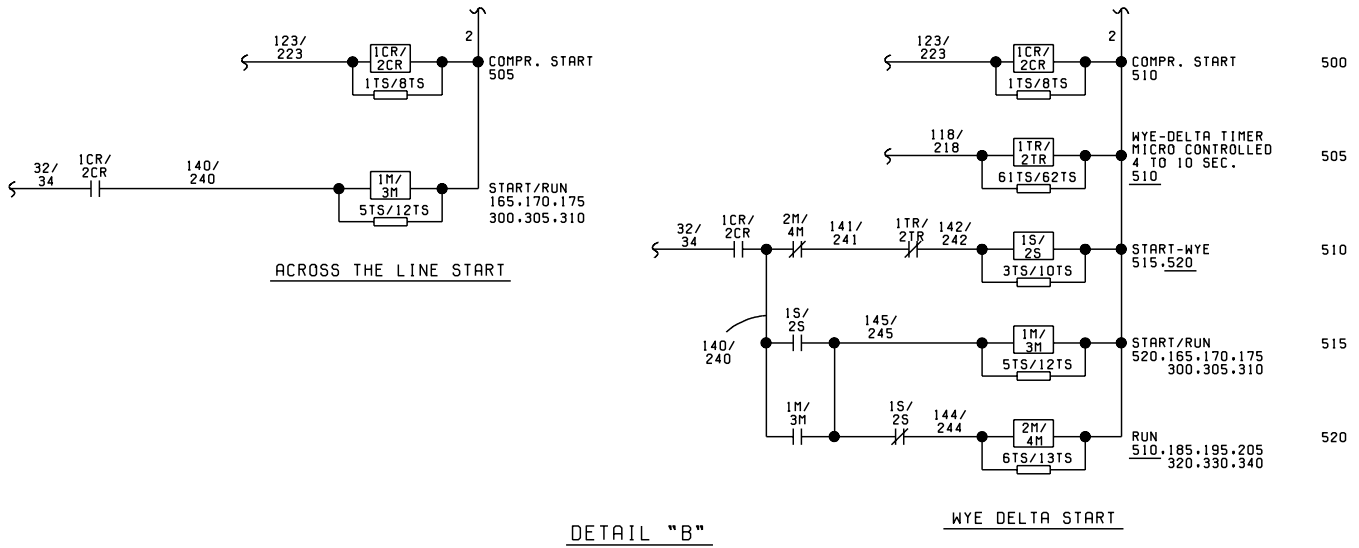 2
123/
223
1CR/
2CR
COMPR. START
505
1TS/8TS
32/
34
1CR/
2CR
140/
240
1M/
3M
START/RUN
165.170.175
300.305.310
5TS/12TS
ACROSS THE LINE START
2
123/
223
1CR/
2CR
COMPR. START
510
500
1TS/8TS
118/
218
1TR/
2TR
WYE-DELTA TIMER
MICRO CONTROLLED
4 TO 10 SEC.
510
505
61TS/62TS
32/
34
1CR/
2CR
2M/
4M
141/
241
1TR/
2TR
142/
242
1S/
2S
START-WYE
515.520
510
3TS/10TS
140/
240
1S/
2S
145/
245
1M/
3M
START/RUN
520.165.170.175
300.305.310
515
5TS/12TS
1M/
3M
1S/
2S
144/
244
2M/
4M
RUN
510.185.195.205
320.330.340
520
6TS/13TS
WYE DELTA START
DETAIL "B"